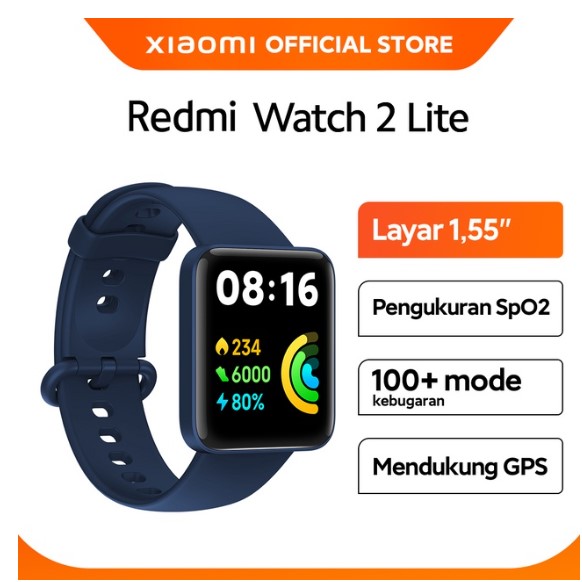 xiaomi OFFICIAL STORE
Redmi Watch 2 Lite
Layar 1,55"
08:16
Pengukuran SpO2
234
6000
80%
100+ mode
kebugaran
Mendukung GPS